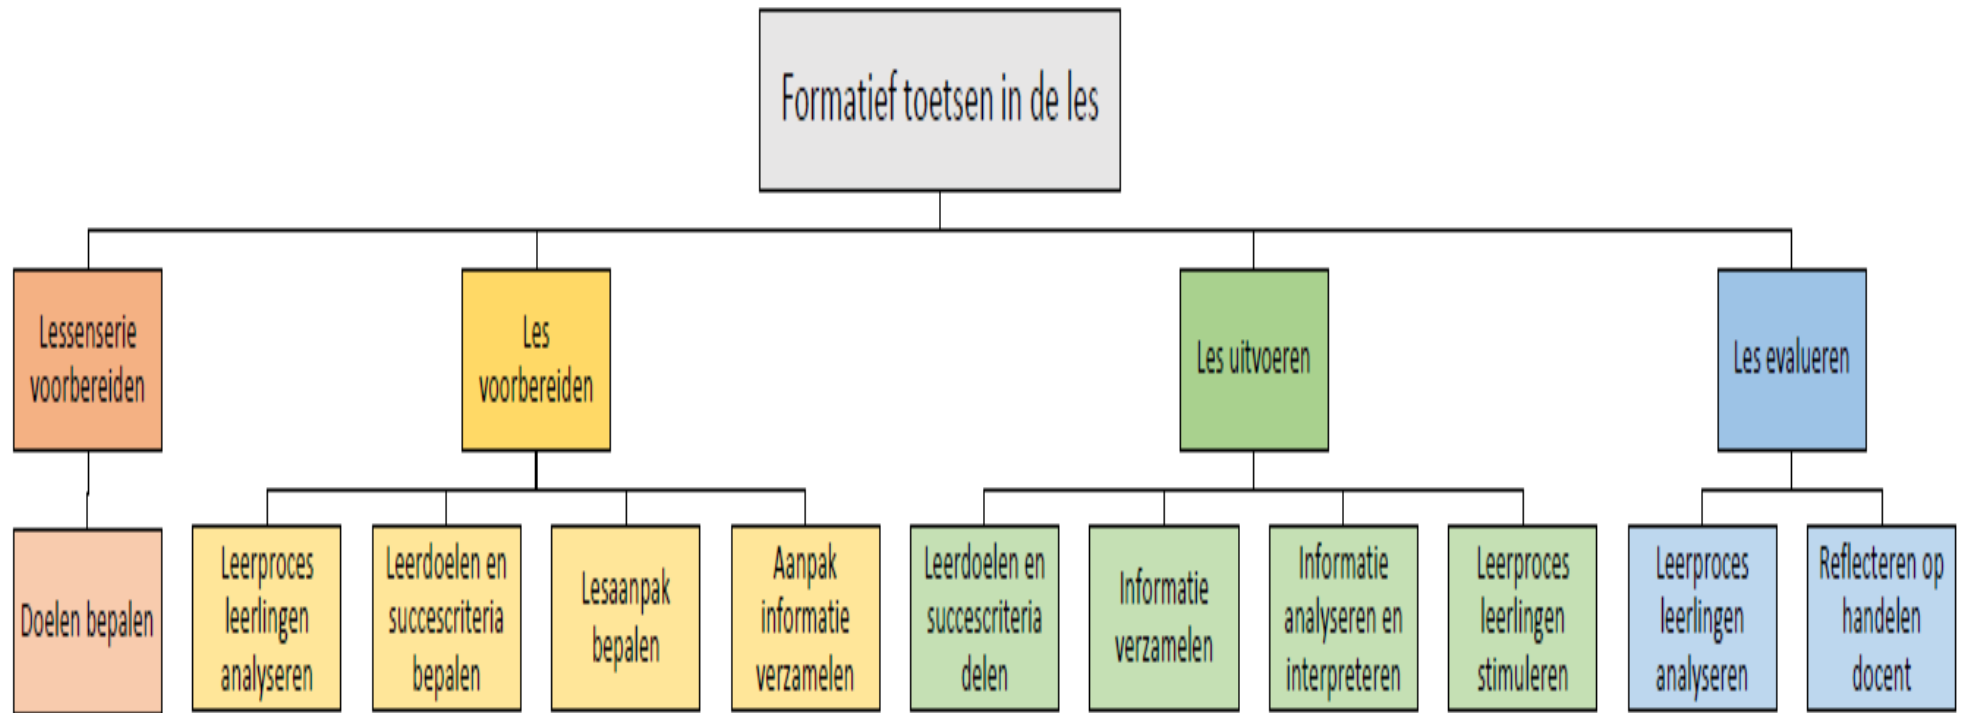 Formatief toetsen in de les
Lessenserie
voorbereiden
Les
voorbereiden
Les uitvoeren
Les evalueren
Doelen bepalen
Leerproces
leerlingen
analyseren
Leerdoelen en
succescriteria
bepalen
Lesaanpak
bepalen
Aanpak
informatie
verzamelen
Leerdoelen en
succescriteria
delen
Informatie
verzamelen
Informatie
analyseren en
interpreteren
Leerproces
leerlingen
stimuleren
Leerproces
leerlingen
analyseren
Reflecteren op
handelen
docent